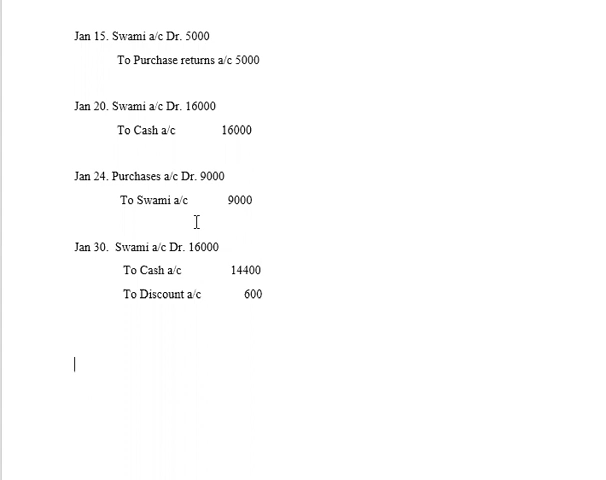 Jan 15. Swami a/c Dr. 5000
To Purchase returns a/c 5000
Jan 20. Swami a/c Dr. 16000
To Cash a/c 16000
Jan 24. Purchases a/c Dr. 9000
To Swami a/c 9000
Jan 30. Swami a/c Dr. 16000
To Cash a/c 14400
To Discount a/c 600